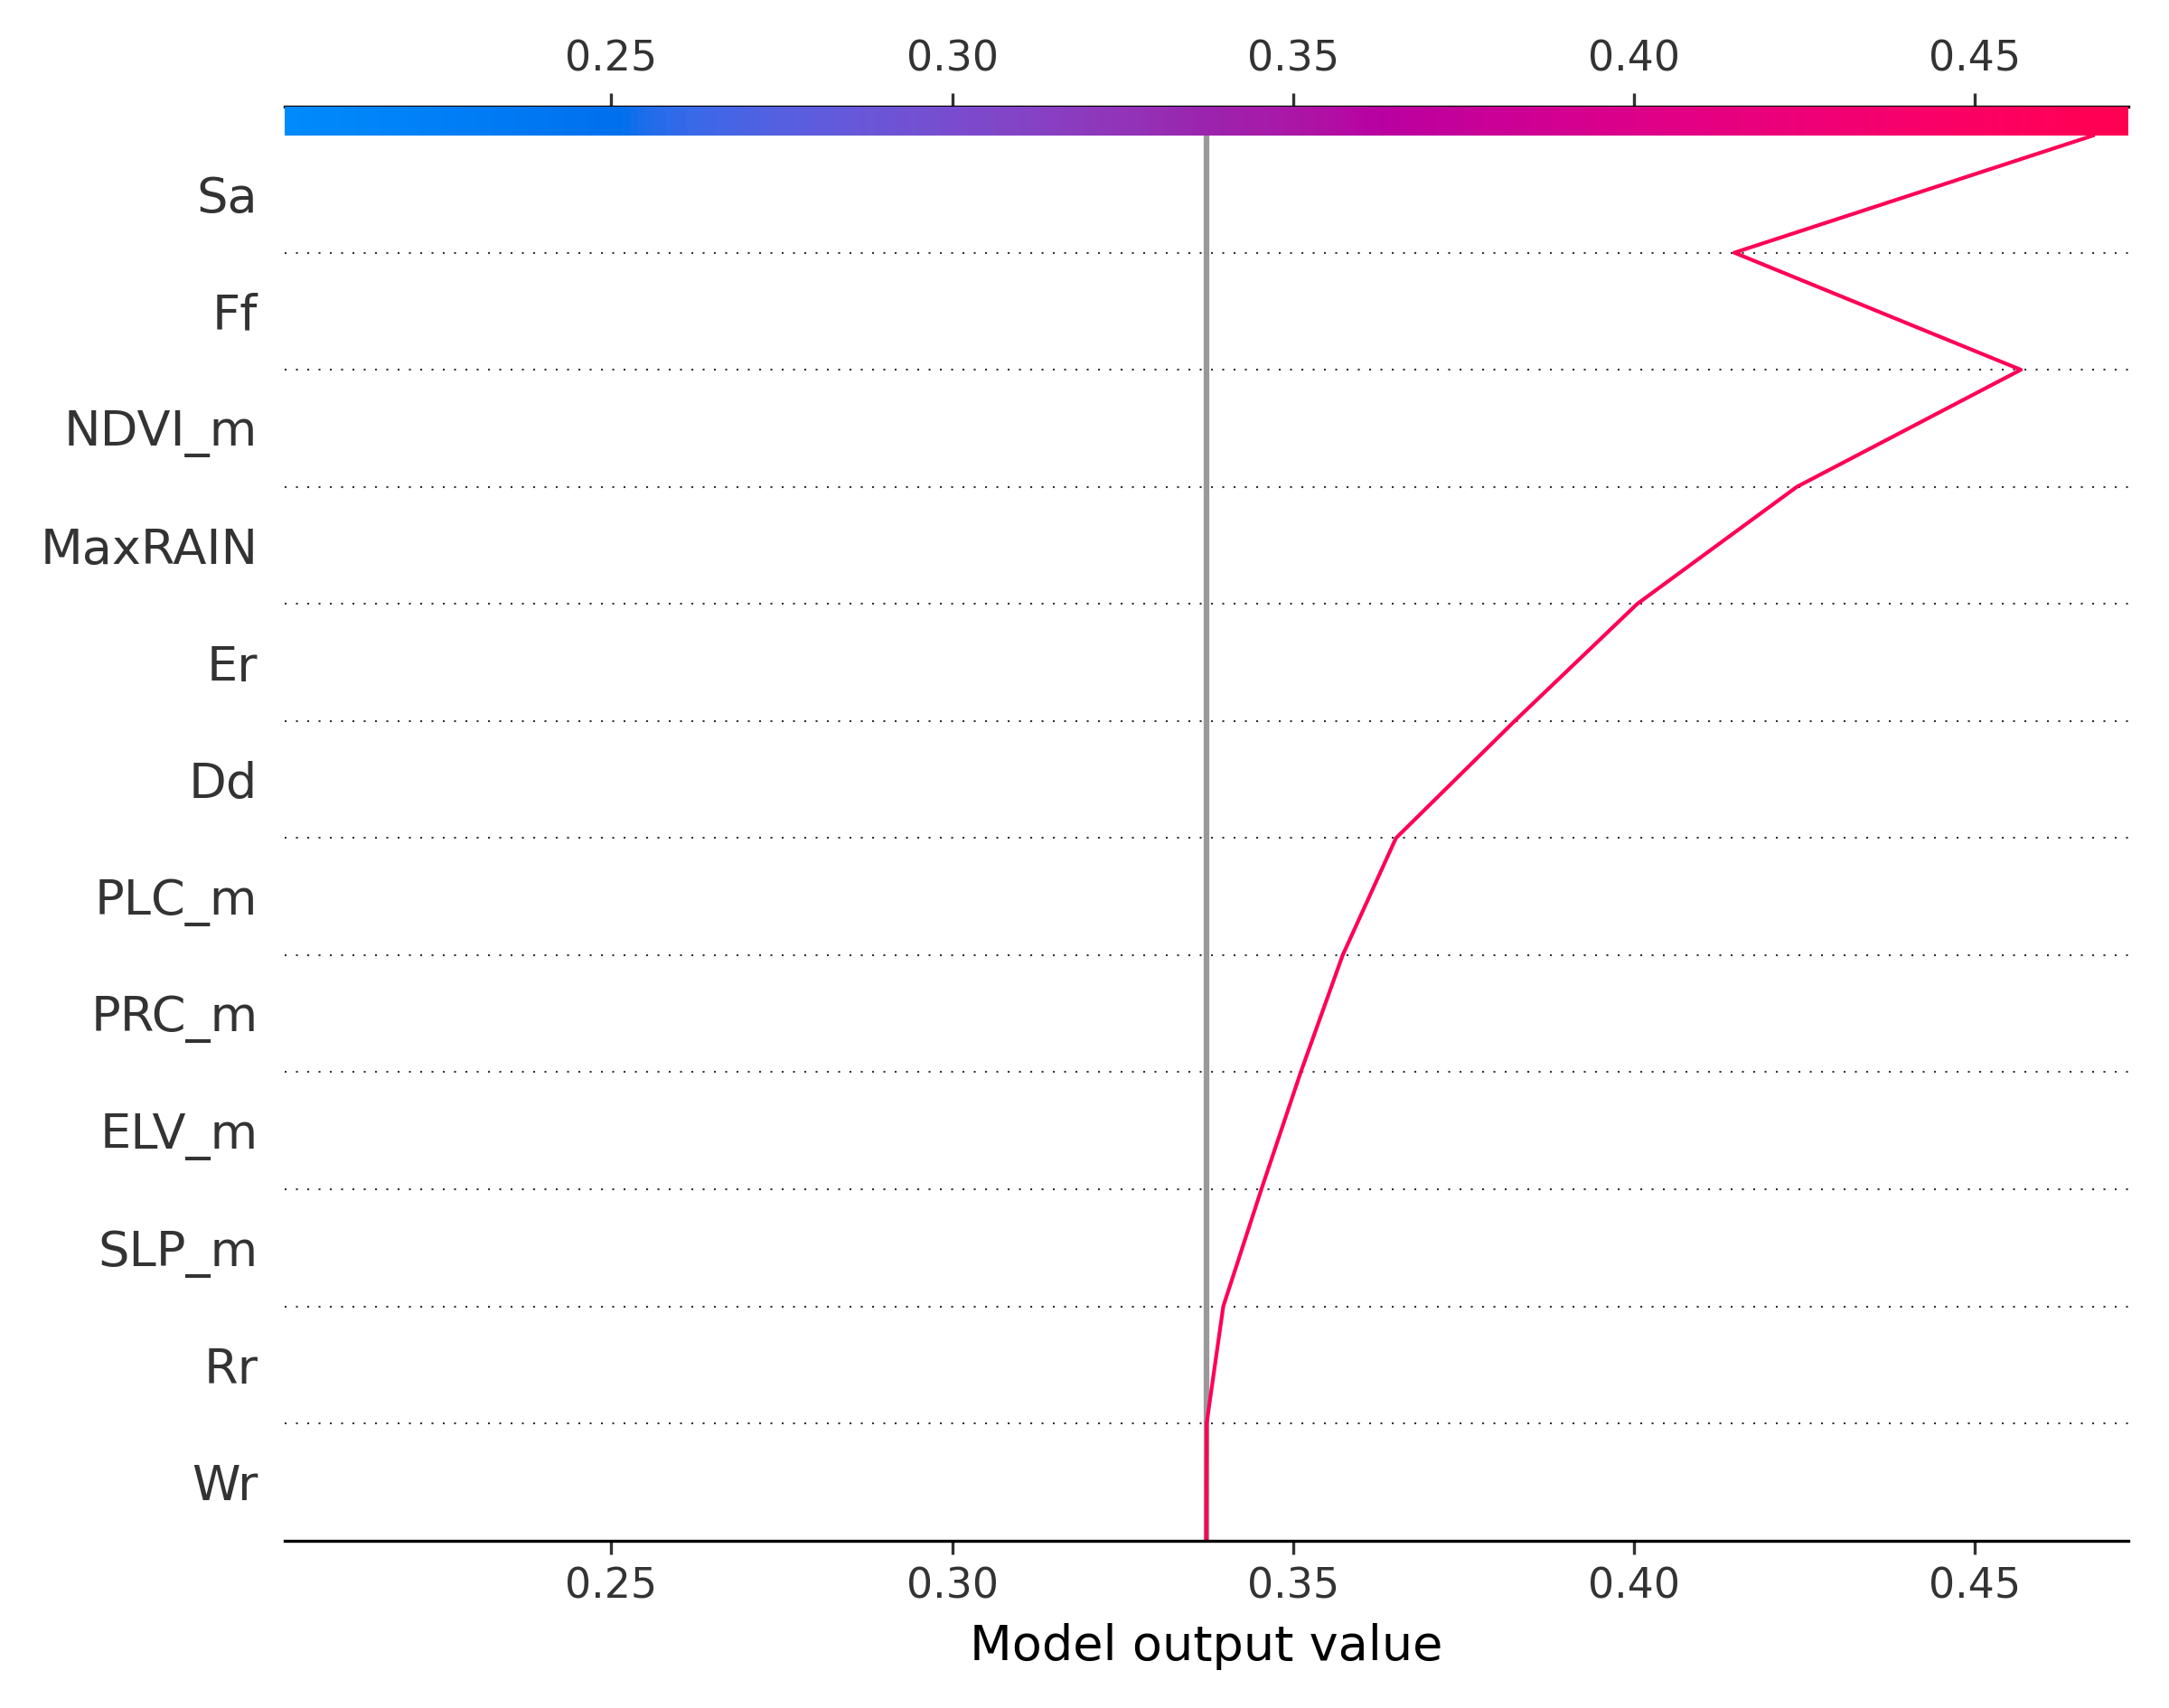 0.25 0.30 0.35 0.40 0.45
Sa
Ff
NDVI_m
MaxRAIN
Er
Dd
PLC_m
PRC_m
ELV_m
SLP_m
Rr
Wr
0.25 0.30 0.35 0.40 0.45
Model output value